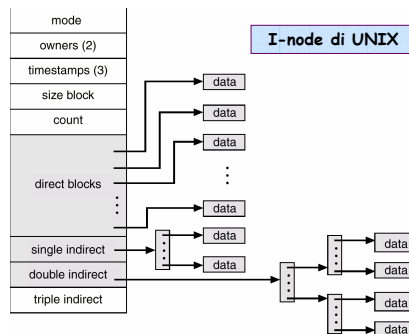 mode
I-node di UNIX
owners (2)
timestamps (3)
data
size block
data
count
data
direct blocks
data
data
data
single indirect
data
data
double indirect
data
triple indirect
data